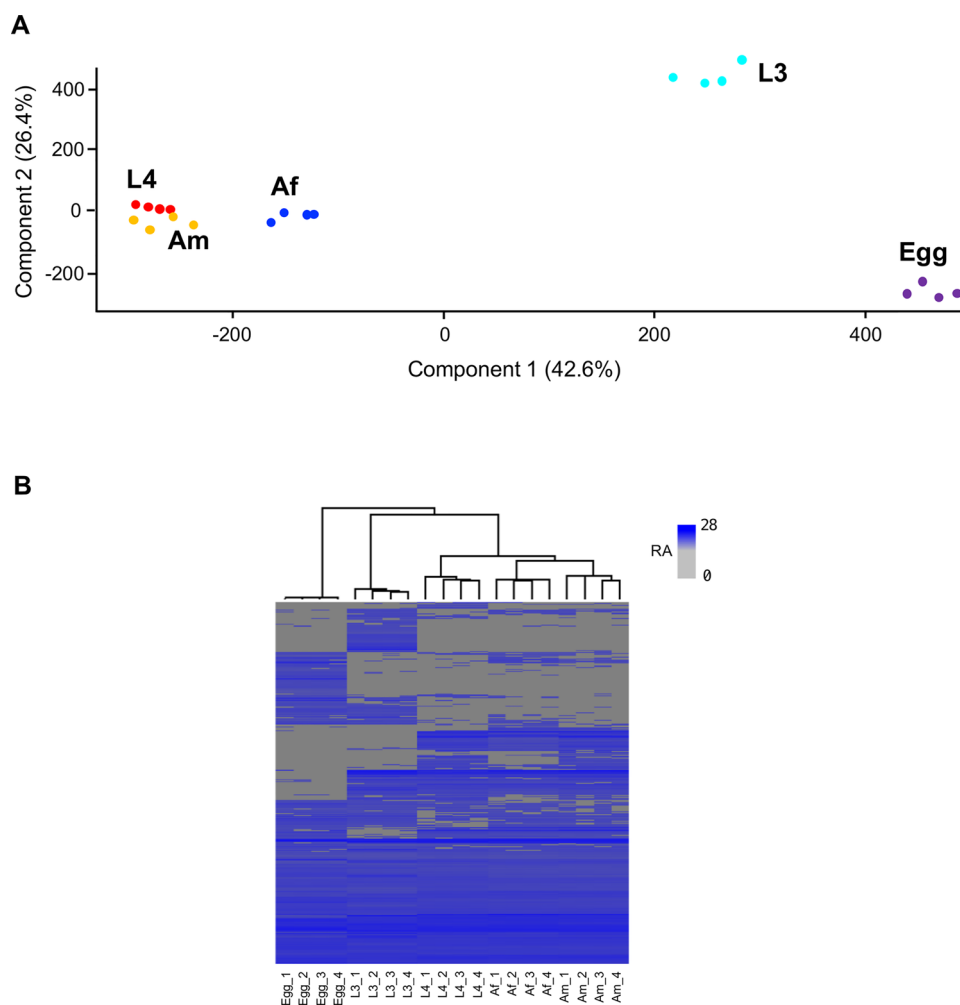 A
Component 2 (26.4%)
400
200
0
-200
L3
L4
Af
Am
Egg
-200
0
200
400
Component 1 (42.6%)
B
RA
28
0
Egg_1
Egg_2
Egg_3
Egg_4
L3_1
L3_2
L3_3
L3_4
L4_1
L4_2
L4_3
L4_4
Af_1
Af_2
Af_3
Af_4
Am_1
Am_2
Am_3
Am_4